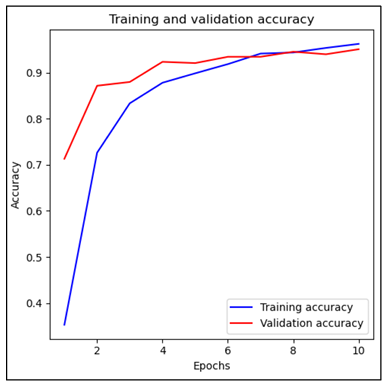 Training and validation accuracy
Accuracy
0.9
0.8
0.7
0.6
0.5
0.4
Training accuracy
Validation accuracy
2 4 6 8 10
Epochs